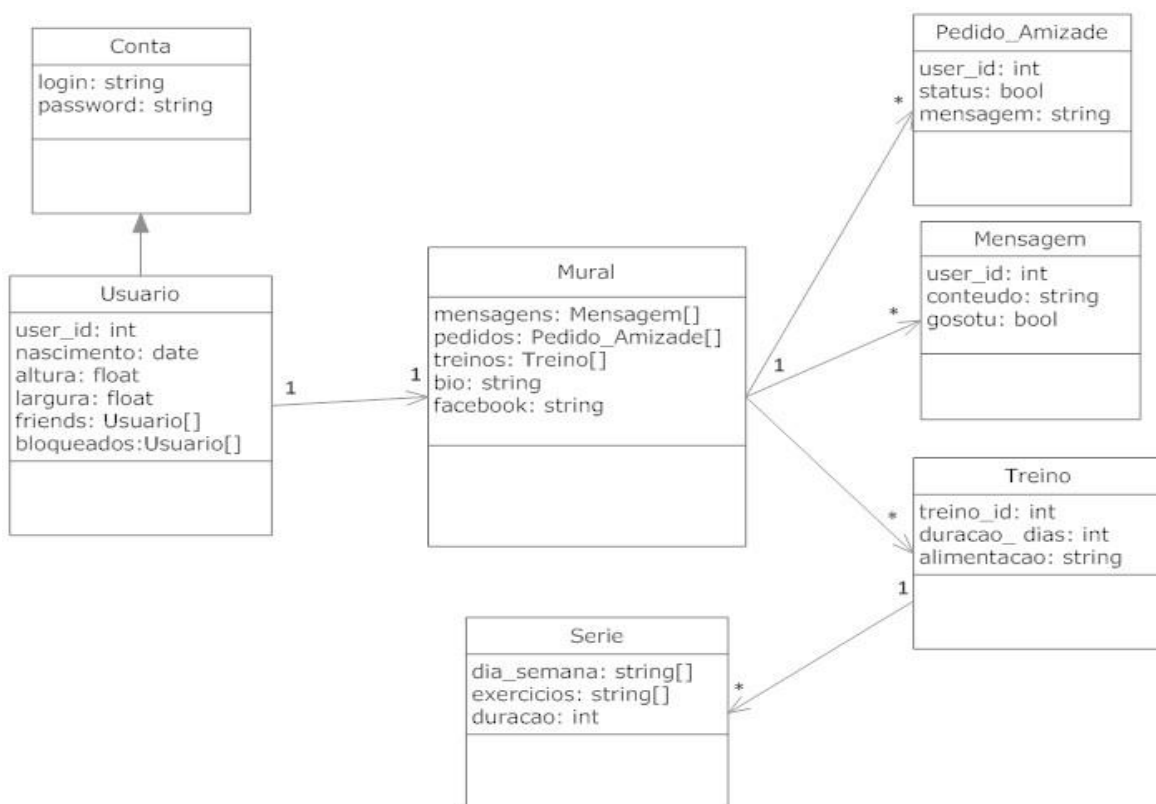 Conta
login: string
password: string
Usuario
user_id: int
nascimento: date
altura: float
largura: float
friends: Usuario[]
bloqueados:Usuario[]
1
1
Mural
mensagens: Mensagem[]
pedidos: Pedido_Amizade[]
treinos: Treino[]
bio: string
facebook: string
1
*
*
*
Pedido_Amizade
user_id: int
status: bool
mensagem: string
Mensagem
user_id: int
conteudo: string
gosotu: bool
Treino
treino_id: int
duracao_ dias: int
alimentacao: string
1
*
Serie
dia_semana: string[]
exercicios: string[]
duracao: int